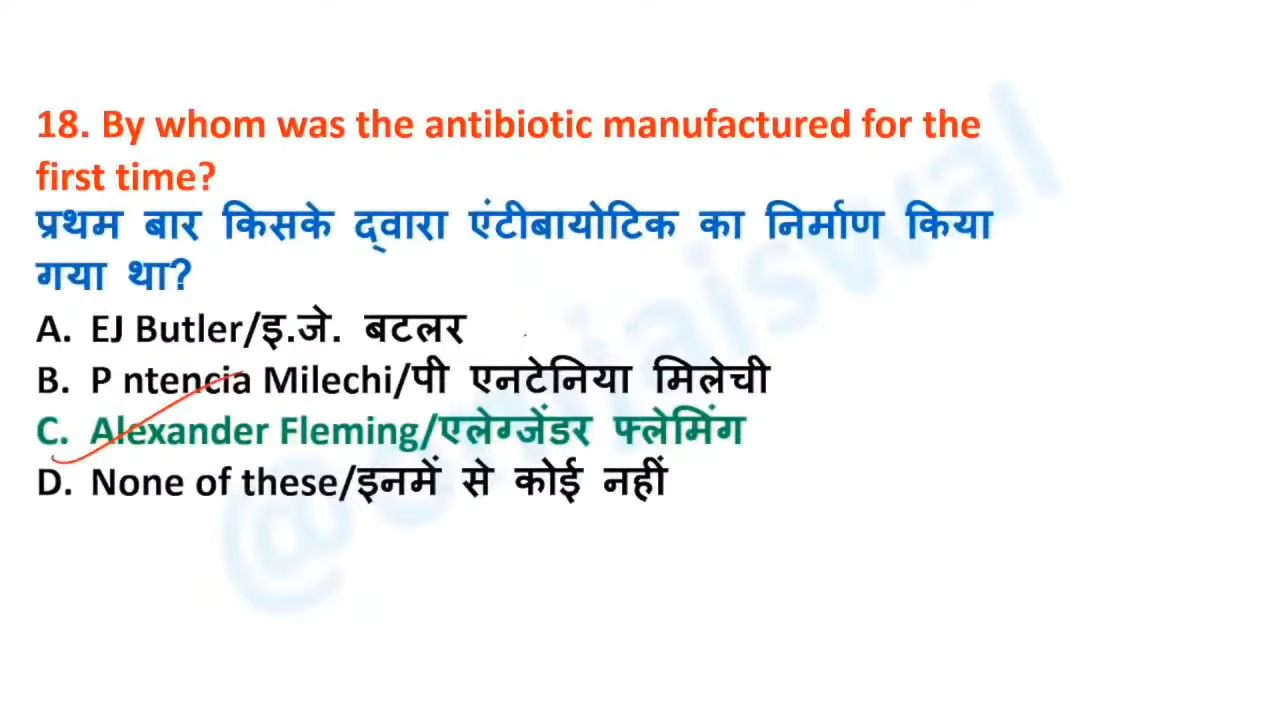 18. By whom was the antibiotic manufactured for the
first time?
प्रथम बार किसके द्वारा एंटीबायोटिक का निर्माण किया
गया था?
A. EJ Butler/इ.जे. बटलर
B. P ntencia Milechi/पी एनटेनिया मिलेची
C. Alexander Fleming/एलेग्जेंडर फ्लेमिंग
D. None of these/इनमें से कोई नहीं